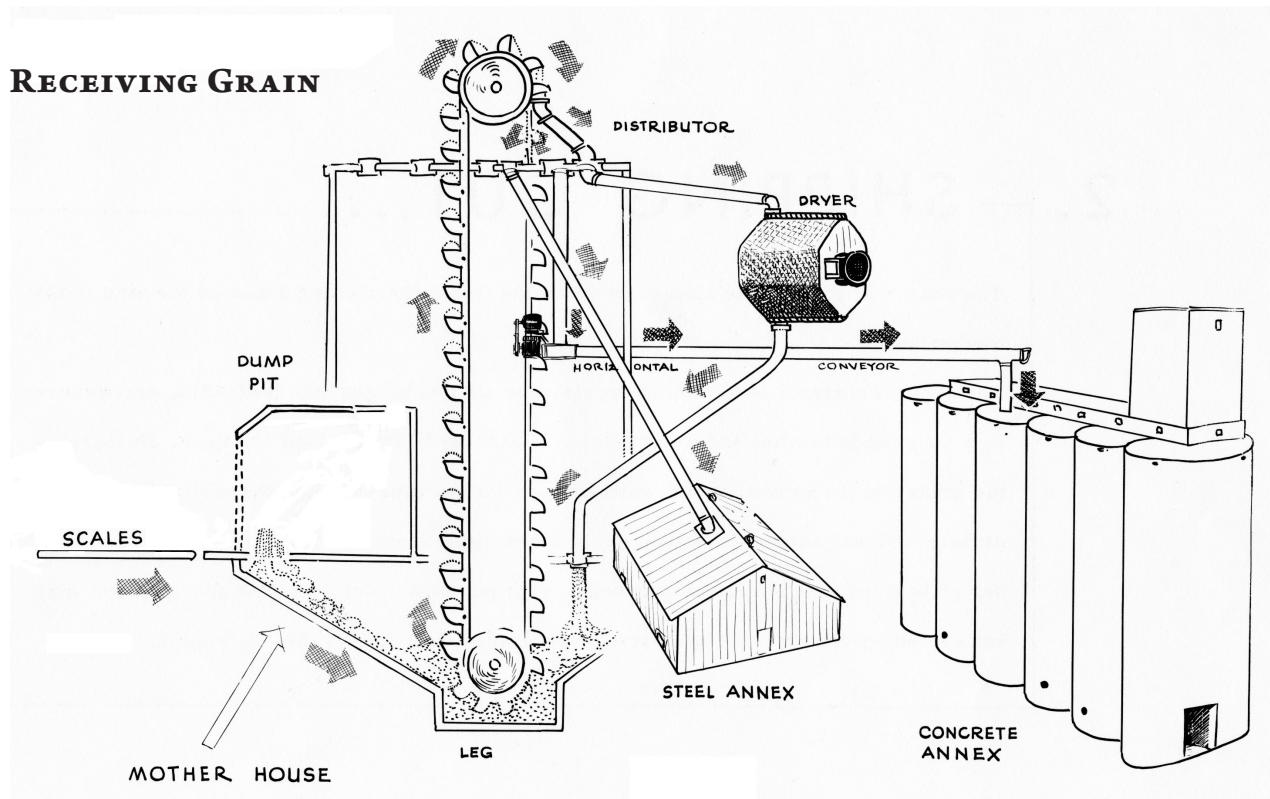 RECEIVING GRAIN
DISTRIBUTOR
DRYER
HORIZONTAL CONVEYOR
DUMP
PIT
SCALES
STEEL ANNEX
CONCRETE
ANNEX
LEG
MOTHER HOUSE